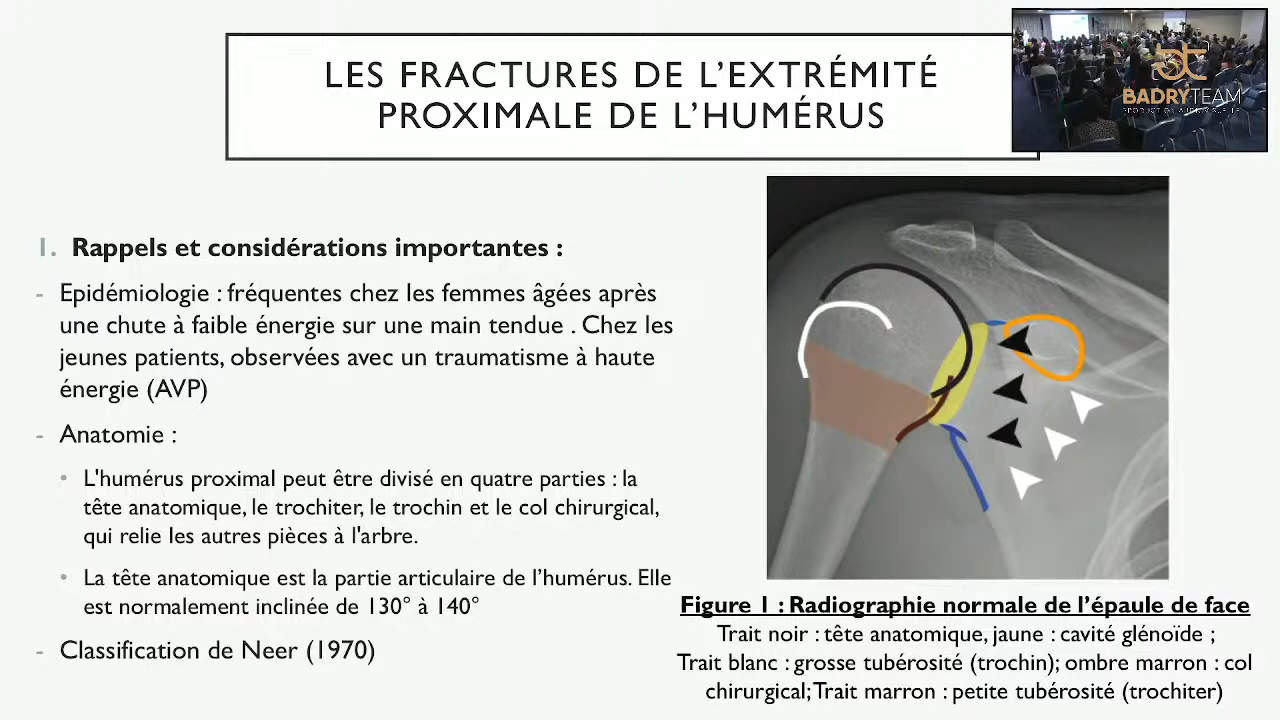 LES FRACTURES DE L'EXTRÉMITÉ
PROXIMALE DE L'HUMÉRUS
BADRYTEAM
1. Rappels et considérations importantes :
- Epidémiologie : fréquentes chez les femmes âgées après
une chute à faible énergie sur une main tendue . Chez les
jeunes patients, observées avec un traumatisme à haute
énergie (AVP)
- Anatomie :
• L'humérus proximal peut être divisé en quatre parties : la
tête anatomique, le trochiter, le trochin et le col chirurgical,
qui relie les autres pièces à l'arbre.
• La tête anatomique est la partie articulaire de l'humérus. Elle
est normalement inclinée de 130° à 140°
- Classification de Neer (1970)
Figure 1 : Radiographie normale de l'épaule de face
Trait noir : tête anatomique, jaune : cavité glénoïde ;
Trait blanc : grosse tubérosité (trochin); ombre marron : col
chirurgical; Trait marron : petite tubérosité (trochiter)